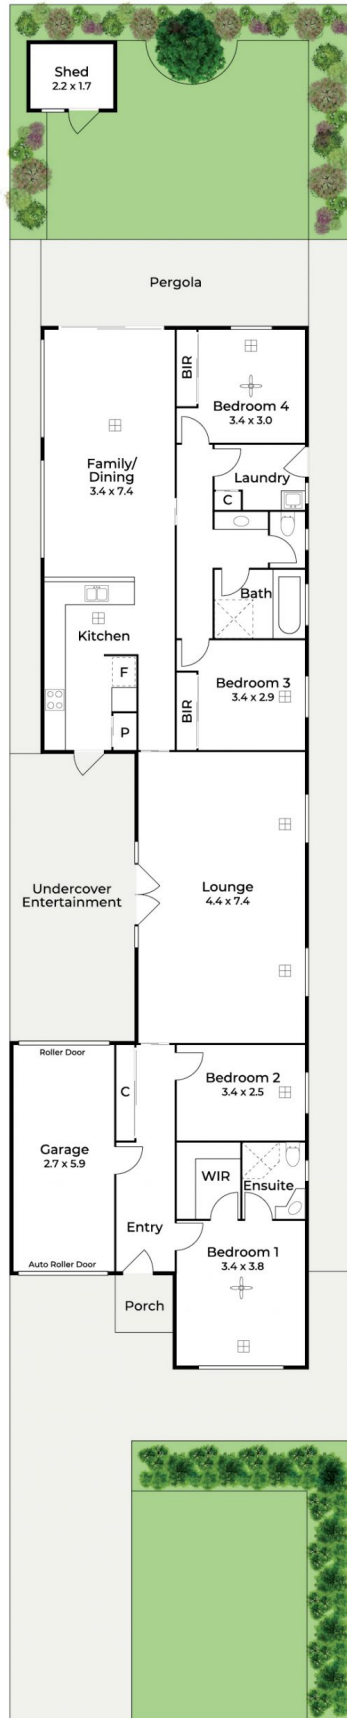 Shed
2.2 x 1.7
Pergola
BIR
Bedroom 4
3.4 x 3.0
Family/
Dining
3.4 x 7.4
Laundry
C
Bath
Kitchen
F
P
BIR
Bedroom 3
3.4 x 2.9
Undercover
Entertainment
Lounge
4.4 x 7.4
Roller Door
C
Bedroom 2
3.4 x 2.5
Garage
2.7 x 5.9
WIR
Ensuite
Entry
Bedroom 1
3.4 x 3.8
Auto Roller Door
Porch